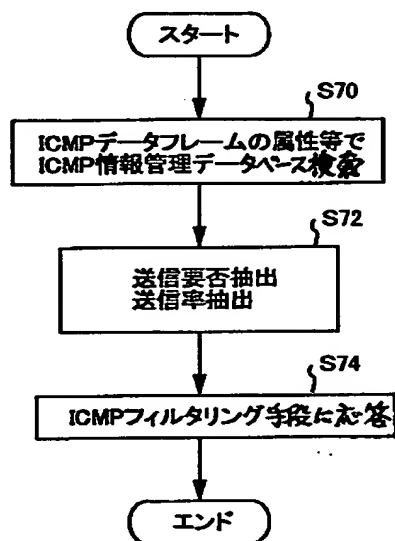 スタート
S70
ICMPデータフレームの属性等で
ICMP情報管理データベース検索
S72
送信要否抽出
送信率抽出
S74
ICMPフィルタリング手段に応答
エンド